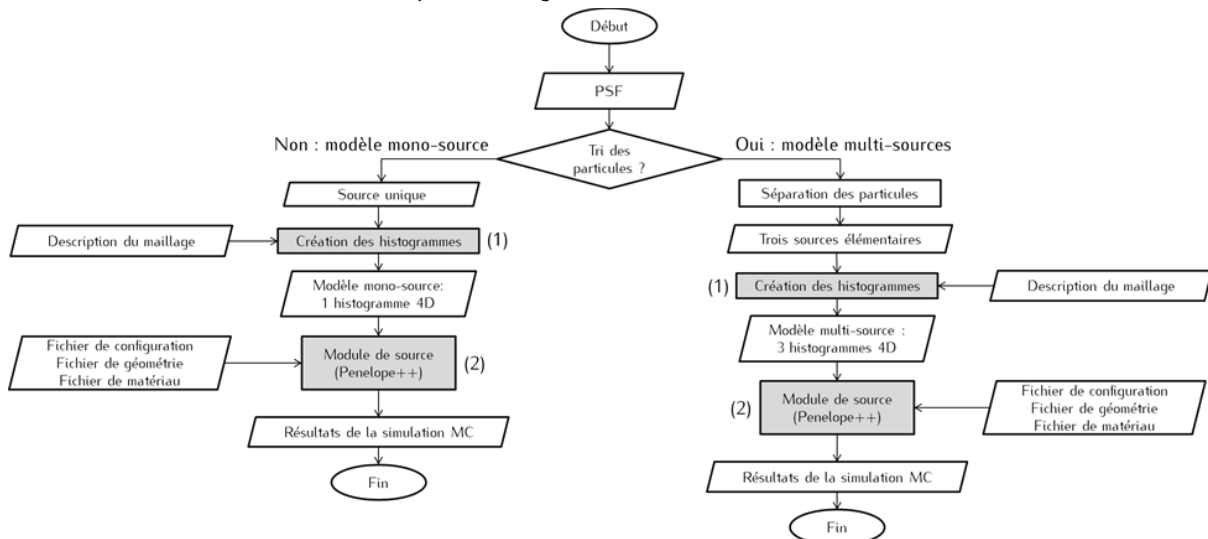 Début
PSF
Tri des
particules ?
Non : modèle mono-source
Source unique
Description du maillage
Création des histogrammes
(1)
Modèle mono-source:
1 histogramme 4D
Fichier de configuration
Fichier de géométrie
Fichier de matériau
Module de source
(Penelope++)
(2)
Résultats de la simulation MC
Fin
Oui : modèle multi-sources
Séparation des particules
Trois sources élémentaires
(1)
Création des histogrammes
Description du maillage
Modèle multi-source :
3 histogrammes 4D
(2)
Module de source
(Penelope++)
Fichier de configuration
Fichier de géométrie
Fichier de matériau
Résultats de la simulation MC
Fin